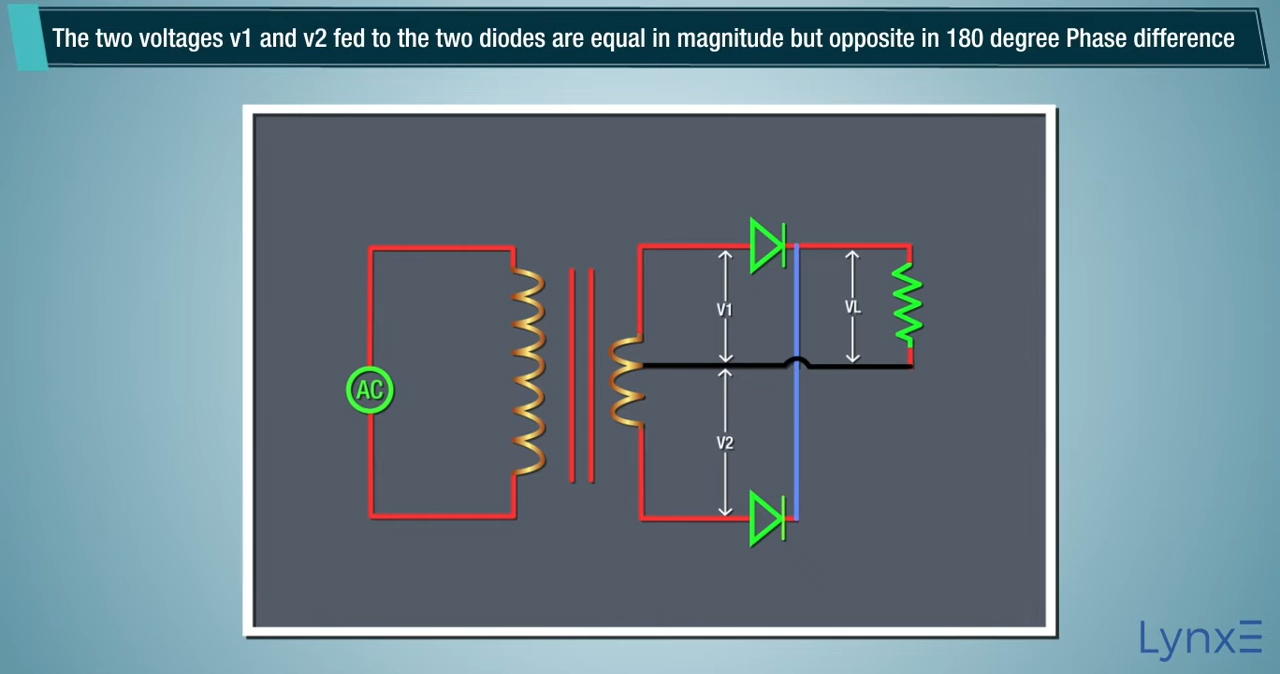 The two voltages v1 and v2 fed to the two diodes are equal in magnitude but opposite in 180 degree Phase difference
V1
VL
AC
V2
LynxE